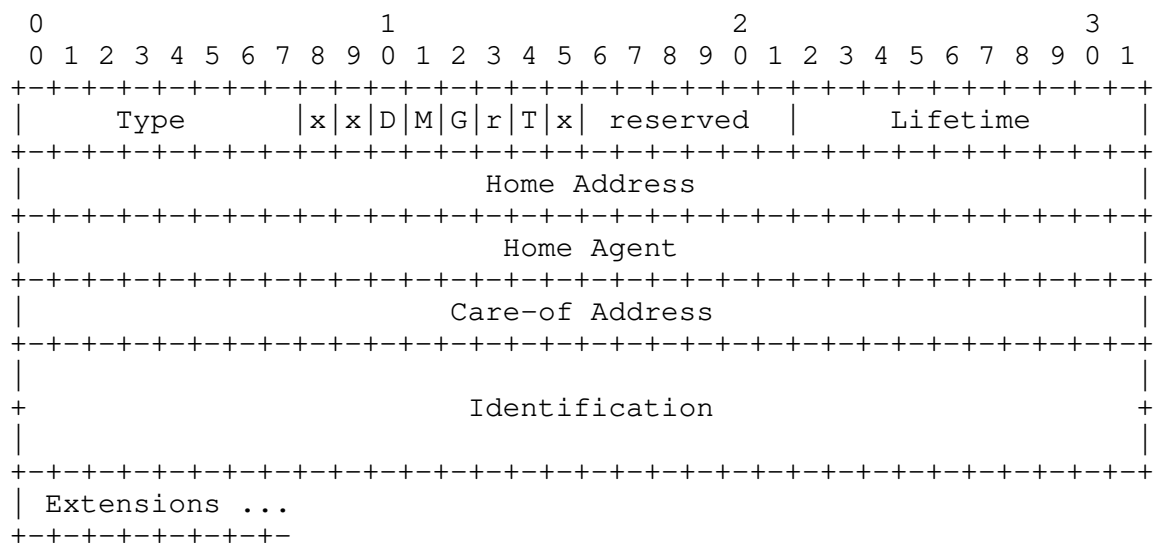 0                   1                   2                   3
 0 1 2 3 4 5 6 7 8 9 0 1 2 3 4 5 6 7 8 9 0 1 2 3 4 5 6 7 8 9 0 1
+-+-+-+-+-+-+-+-+-+-+-+-+-+-+-+-+-+-+-+-+-+-+-+-+-+-+-+-+-+-+-+-+
|     Type      |x|x|D|M|G|r|T|x| reserved  |     Lifetime      |
+-+-+-+-+-+-+-+-+-+-+-+-+-+-+-+-+-+-+-+-+-+-+-+-+-+-+-+-+-+-+-+-+
|                          Home Address                         |
+-+-+-+-+-+-+-+-+-+-+-+-+-+-+-+-+-+-+-+-+-+-+-+-+-+-+-+-+-+-+-+-+
|                           Home Agent                          |
+-+-+-+-+-+-+-+-+-+-+-+-+-+-+-+-+-+-+-+-+-+-+-+-+-+-+-+-+-+-+-+-+
|                        Care-of Address                        |
+-+-+-+-+-+-+-+-+-+-+-+-+-+-+-+-+-+-+-+-+-+-+-+-+-+-+-+-+-+-+-+-+
|                                                               |
+                         Identification                        +
|                                                               |
+-+-+-+-+-+-+-+-+-+-+-+-+-+-+-+-+-+-+-+-+-+-+-+-+-+-+-+-+-+-+-+-+
| Extensions ...
+-+-+-+-+-+-+-+-